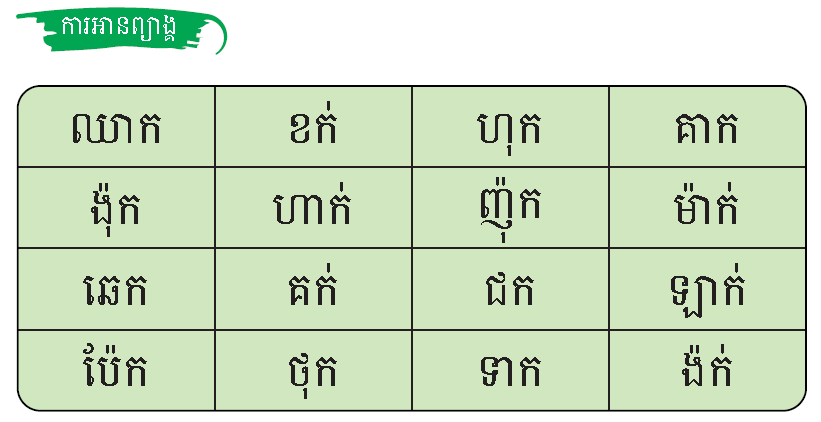 ការអានព្យាង្គ
ឈាក ខក់ ហុក គាក
ង៉ុក ហាក់ ញ៉ុក ម៉ាក់
ឆេក គក់ ជក ឡាក់
ប៉ែក ថុក ទាក ង៉ក់